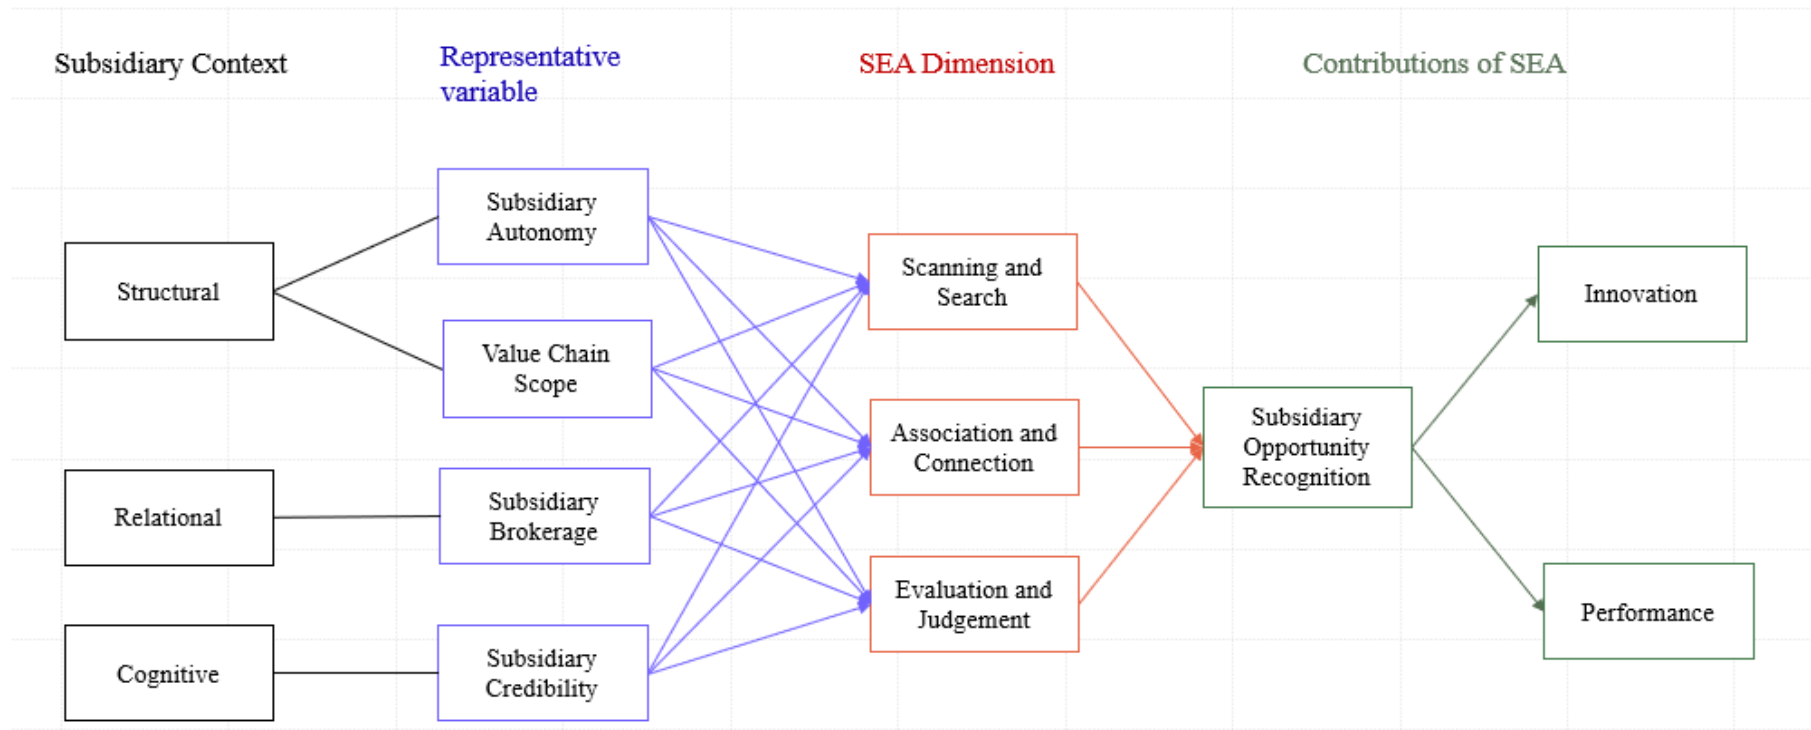 Subsidiary Context
Representative
variable
SEA Dimension
Contributions of SEA
Structural
Relational
Cognitive
Subsidiary
Autonomy
Value Chain
Scope
Subsidiary
Brokerage
Subsidiary
Credibility
Scanning and
Search
Association and
Connection
Evaluation and
Judgement
Subsidiary
Opportunity
Recognition
Innovation
Performance